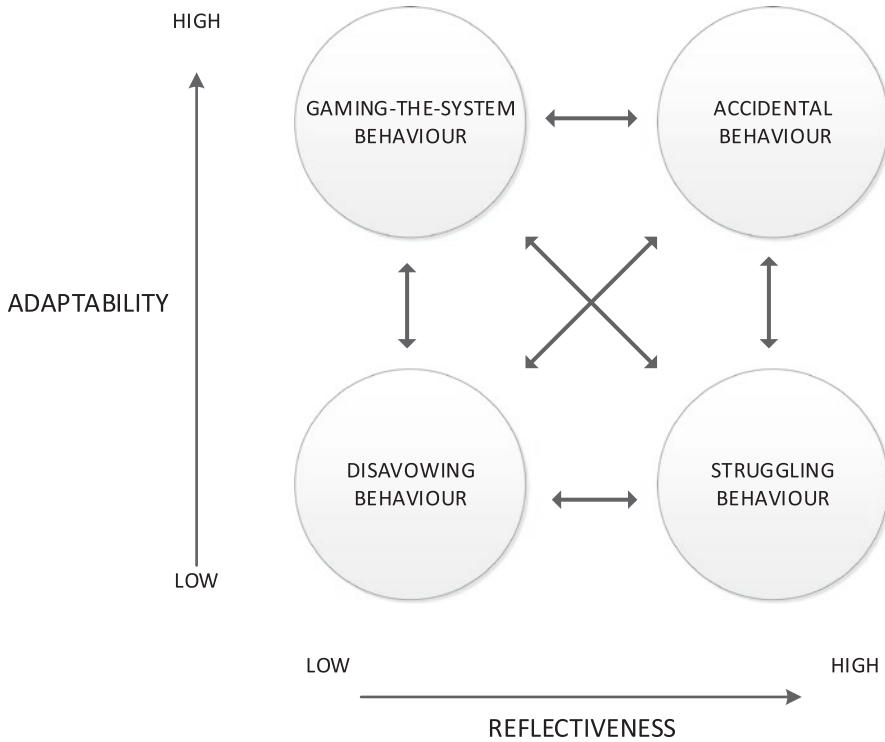 HIGH
GAMING-THE-SYSTEM
BEHAVIOUR
ACCIDENTAL
BEHAVIOUR
ADAPTABILITY
DISAVOWING
BEHAVIOUR
STRUGGLING
BEHAVIOUR
LOW
LOW
HIGH
REFLECTIVENESS